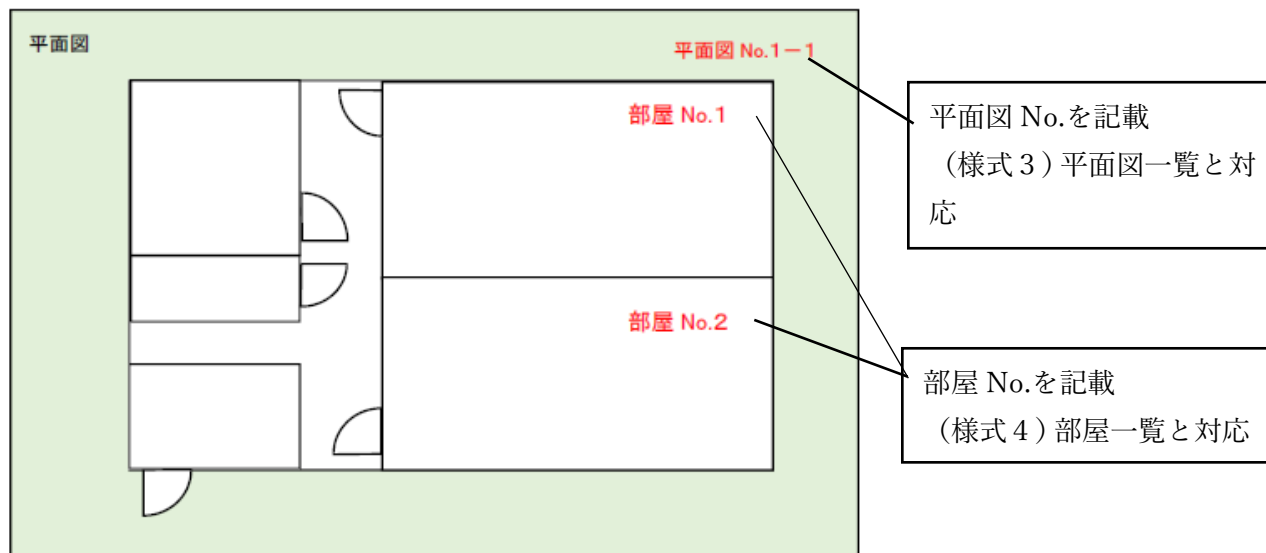 平面図
平面図 No.1－1
部屋 No.1
部屋 No.2
平面図 No.を記載
（様式３）平面図一覧と対
応
部屋 No.を記載
（様式４）部屋一覧と対応